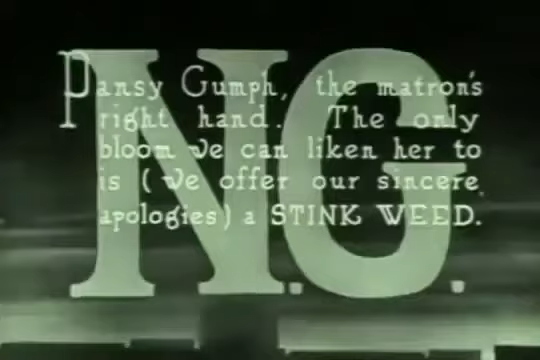 Pansy Gumph, the matron's
right hand. The only
bloom we can liken her to
is (We offer our sincere
apologies) a STINK WEED.
N.G.